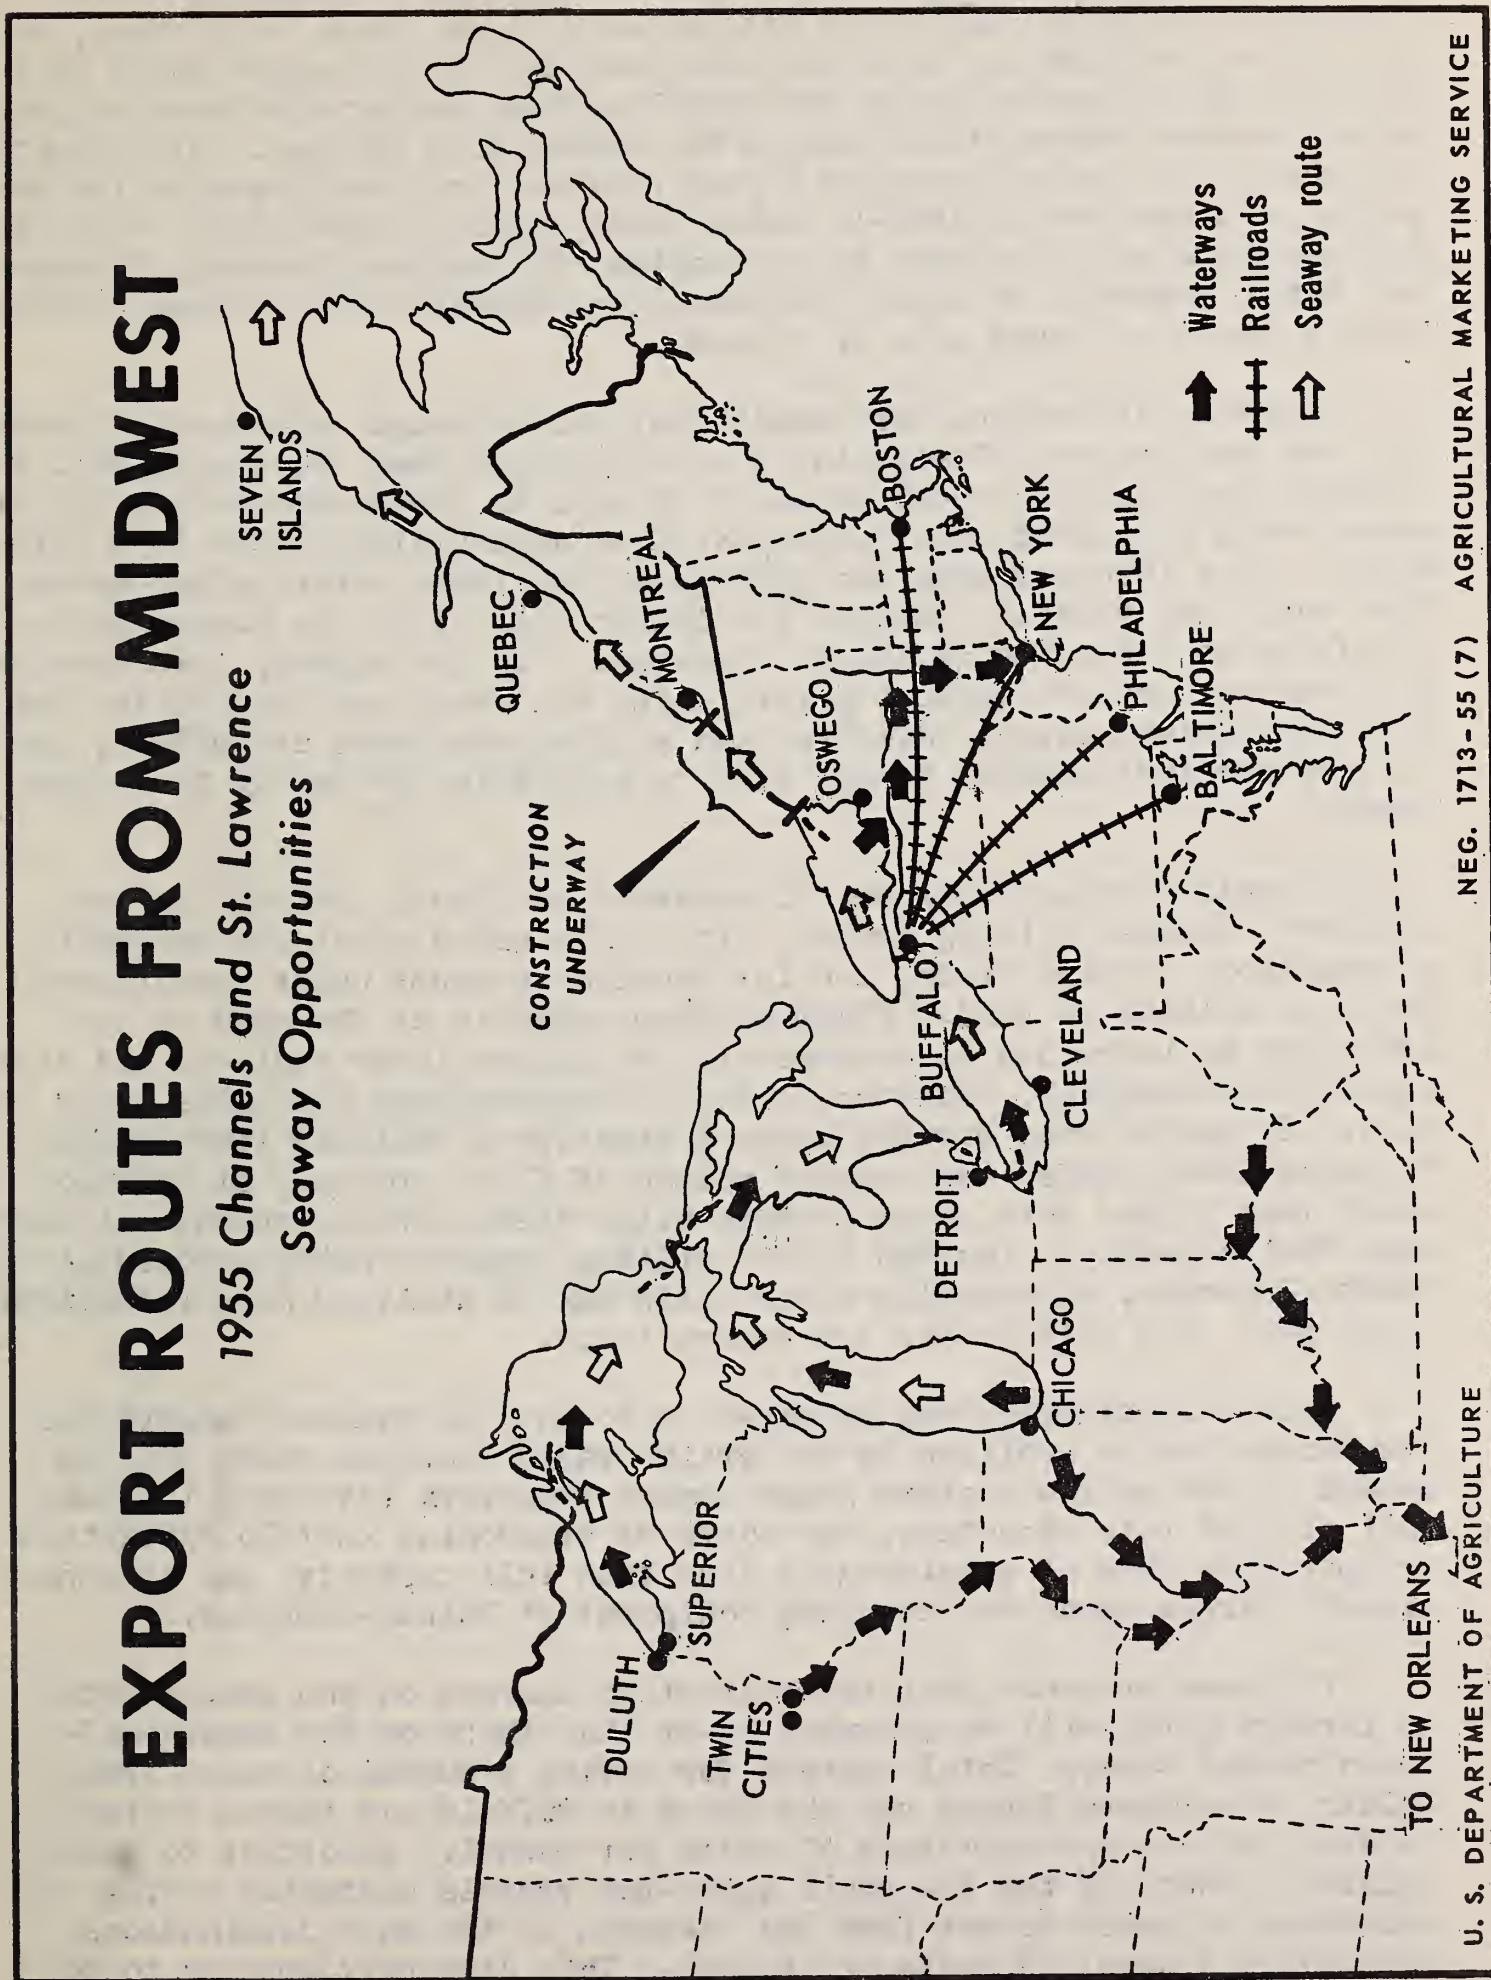 EXPORT ROUTES FROM MIDWEST
1955 Channels and St. Lawrence
Seaway Opportunities
SEVEN
ISLANDS
QUEBEC
MONTREAL
CONSTRUCTION
UNDERWAY
OSWEGO
BOSTON
NEW YORK
PHILADELPHIA
BALTIMORE
BUFFALO
CLEVELAND
DETROIT
CHICAGO
SUPERIOR
DULUTH
TWIN
CITIES
TO NEW ORLEANS
Waterways
Railroads
Seaway route
U. S. DEPARTMENT OF AGRICULTURE
NEG. 1713-55 (7) AGRICULTURAL MARKETING SERVICE